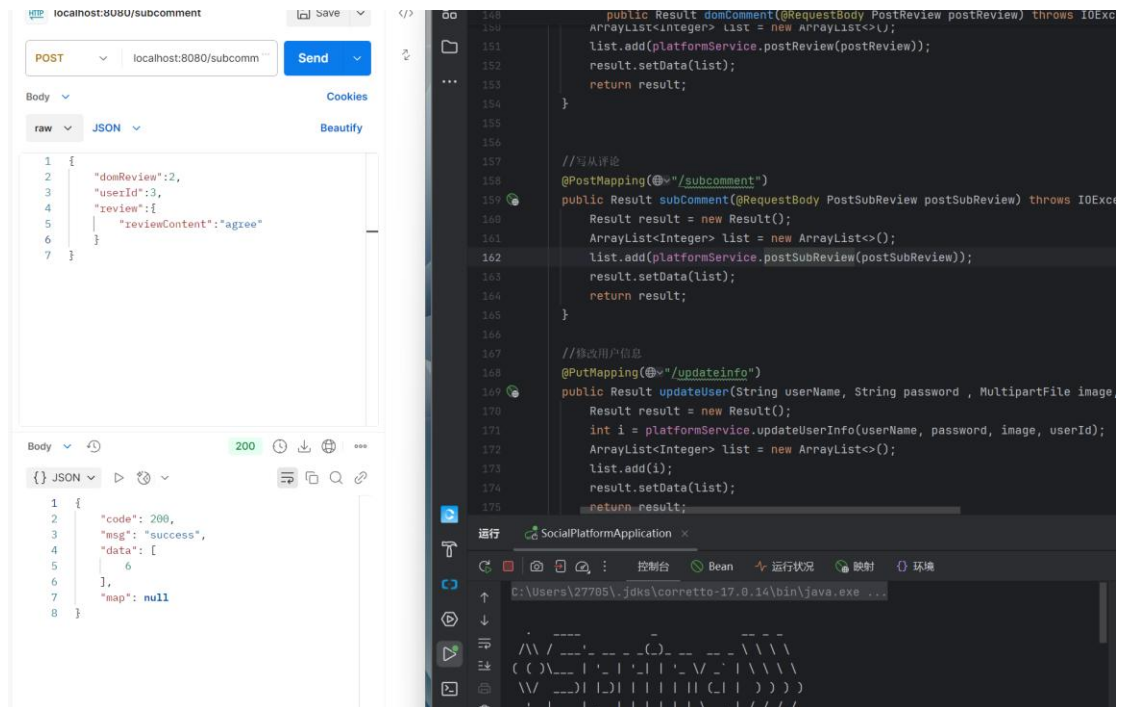 HTTP localhost:8080/subcomment
Save
POST localhost:8080/subcomm
Send
Body
Cookies
raw JSON
Beautify
1 {
2 "domReview":2,
3 "userId":3,
4 "review":{
5 "reviewContent":"agree"
6 }
7 }
Body
200
{} JSON
1 {
2 "code": 200,
3 "msg": "success",
4 "data": [
5 6
6 ],
7 "map": null
8 }
148 public Result domComment(@RequestBody PostReview postReview) throws IOExc
150 ArrayList<Integer> list = new ArrayList<>();
151 list.add(platformService.postReview(postReview));
152 result.setData(list);
153 return result;
154 }
155
156
157 //写从评论
158 @PostMapping("/subcomment")
159 public Result subComment(@RequestBody PostSubReview postSubReview) throws IOExce
160 Result result = new Result();
161 ArrayList<Integer> list = new ArrayList<>();
162 list.add(platformService.postSubReview(postSubReview));
163 result.setData(list);
164 return result;
165 }
166
167 //修改用户信息
168 @PutMapping("/updateinfo")
169 public Result updateUser(String userName, String password , MultipartFile image,
170 Result result = new Result();
171 int i = platformService.updateUserInfo(userName, password, image, userId);
172 ArrayList<Integer> list = new ArrayList<>();
173 list.add(i);
174 result.setData(list);
175 return result;
运行 SocialPlatformApplication
控制台 Bean 运行状况 映射 {} 环境
C:\Users\27705\.jdks\corretto-17.0.14\bin\java.exe ...